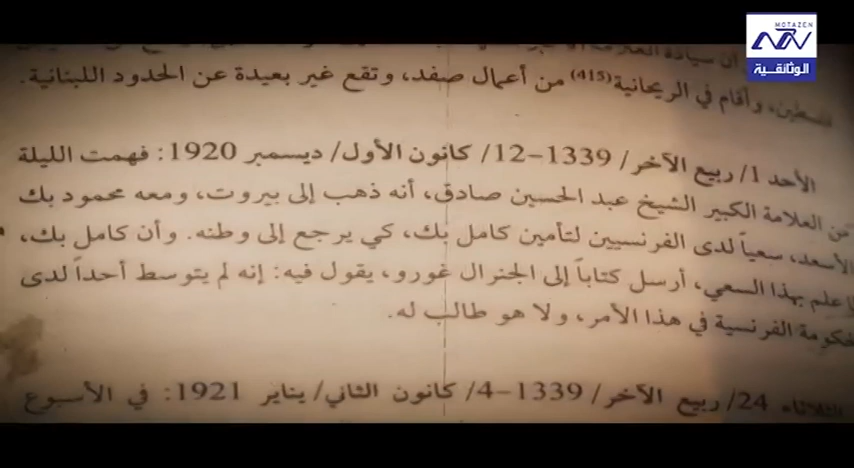 MOTAZEN
الوثائقية
فلسطين، وأقام في الريحانية(415) من أعمال صفد، وتقع غير بعيدة عن الحدود اللبنانية.
الأحد 1/ ربيع الآخر/ 1339-12/ كانون الأول/ ديسمبر 1920: فهمت الليلة
من العلامة الكبير الشيخ عبد الحسين صادق، أنه ذهب إلى بيروت، ومعه محمود بك
الأسعد، سعياً لدى الفرنسيين لتأمين كامل بك، كي يرجع إلى وطنه. وأن كامل بك،
علم بهذا السعي، أرسل كتاباً إلى الجنرال غورو، يقول فيه: إنه لم يتوسط أحداً لدى
الفرنسية في هذا الأمر، ولا هو طالب له.
الثلاثاء 24/ ربيع الآخر/ 1339-4/ كانون الثاني/ يناير 1921: في الأسبوع